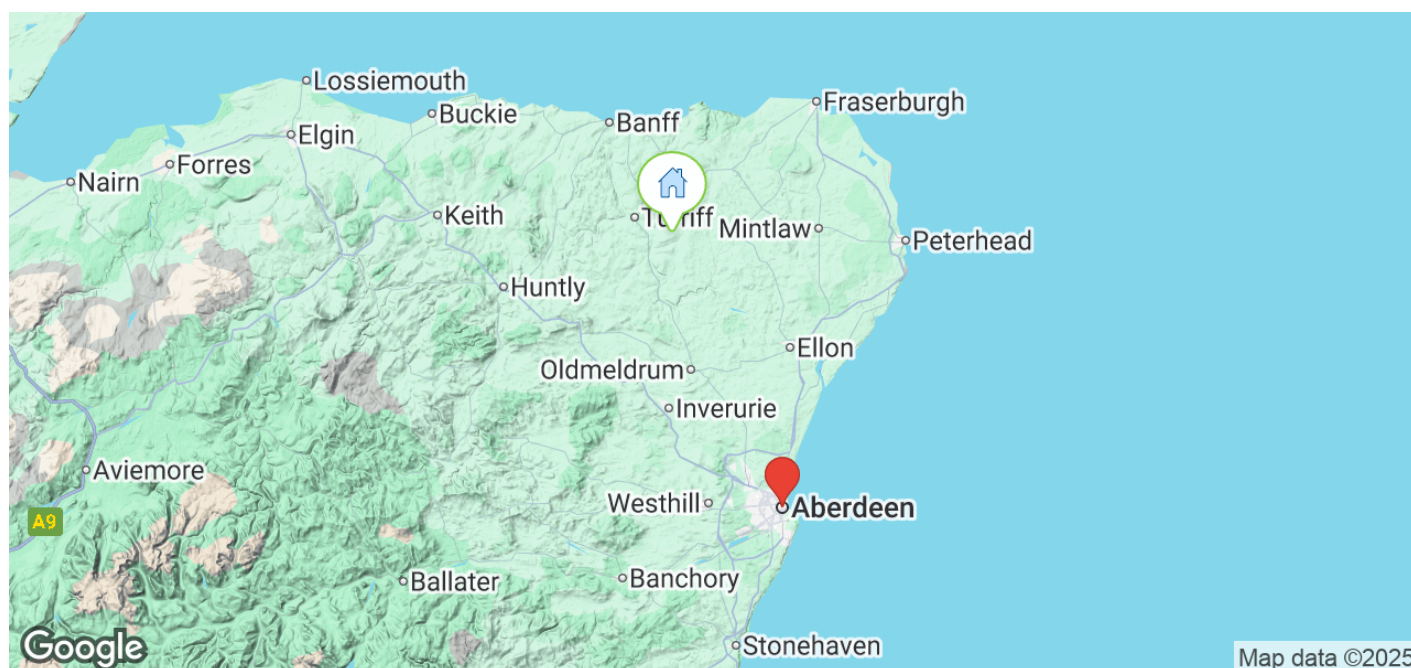 Lossiemouth
Fraserburgh
Buckie
Banff
Elgin
Forres
Nairn
Keith
Mintlaw
Peterhead
Huntly
Ellon
Oldmeldrum
Inverurie
Aviemore
Westhill
Aberdeen
A9
Banchory
Ballater
Stonehaven
Google
Map data ©2025